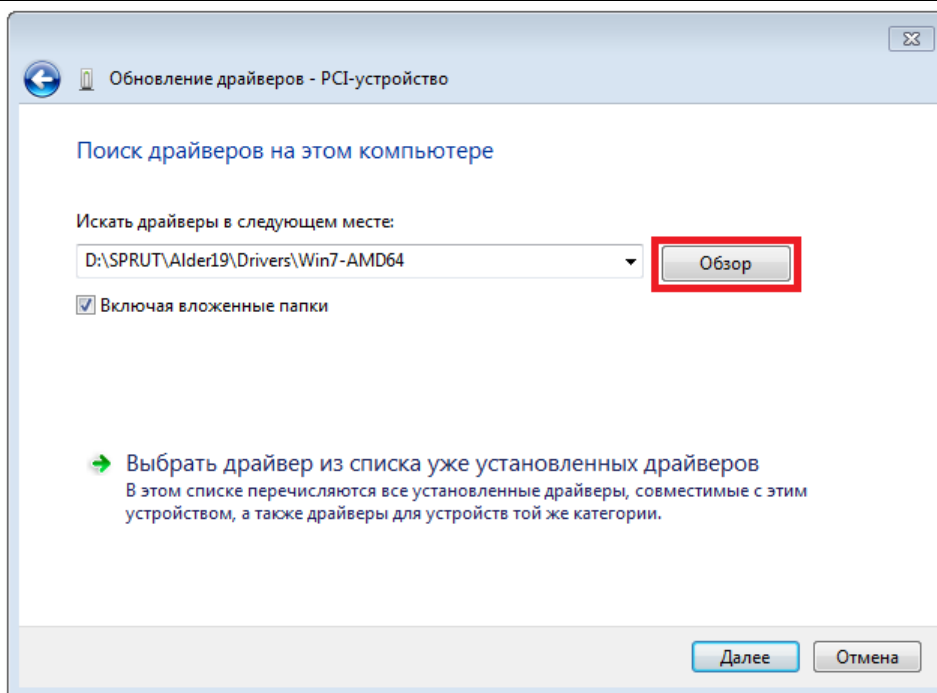 Обновление драйверов - PCI-устройство
Поиск драйверов на этом компьютере
Искать драйверы в следующем месте:
D:\SPRUT\Alder19\Drivers\Win7-AMD64
Обзор
Включая вложенные папки
Выбрать драйвер из списка уже установленных драйверов
В этом списке перечисляются все установленные драйверы, совместимые с этим
устройством, а также драйверы для устройств той же категории.
Далее
Отмена